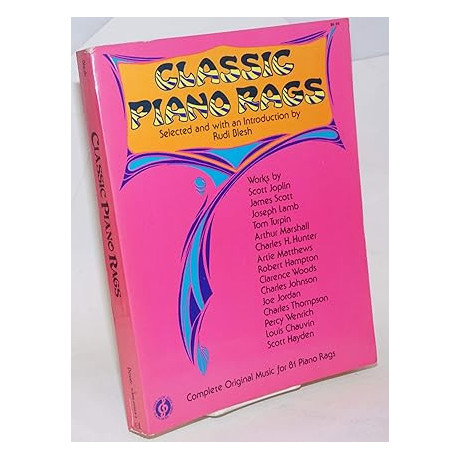 CLASSIC
PIANO RAGS
Selected and with an Introduction by
Rudi Blesh
Works by
Scott Joplin
James Scott
Joseph Lamb
Tom Turpin
Arthur Marshall
Charles H. Hunter
Artie Matthews
Robert Hampton
Clarence Woods
Charles Johnson
Joe Jordan
Charles Thompson
Percy Wenrich
Louis Chauvin
Scott Hayden
Complete Original Music for 81 Piano Rags
CLASSIC PIANO RAGS